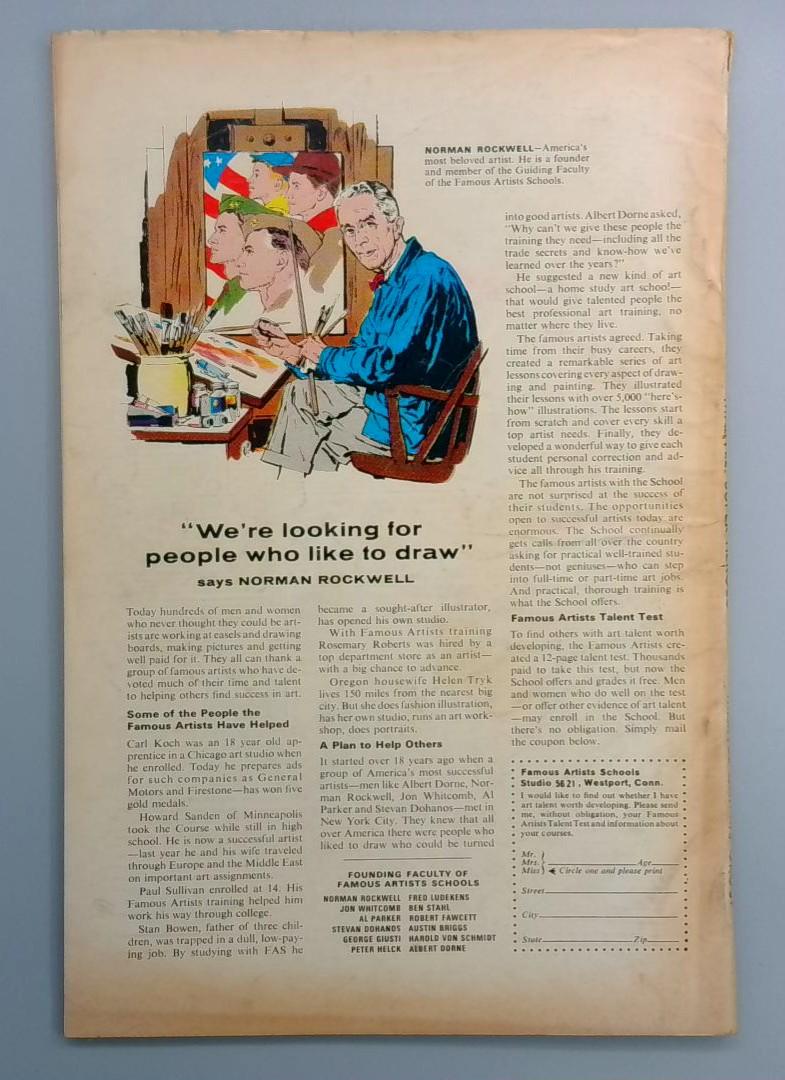 NORMAN ROCKWELL—America's
most beloved artist. He is a founder
and member of the Guiding Faculty
of the Famous Artists Schools.
"We're looking for
people who like to draw"
says NORMAN ROCKWELL
Today hundreds of men and women
who never thought they could be art-
ists are working at easels and drawing
boards, making pictures and getting
well paid for it. They all can thank a
group of famous artists who have de-
voted much of their time and talent
to helping others find success in art.
Some of the People the
Famous Artists Have Helped
Carl Koch was an 18 year old ap-
prentice in a Chicago art studio when
he enrolled. Today he prepares ads
for such companies as General
Motors and Firestone—has won five
gold medals.
Howard Sanden of Minneapolis
took the Course while still in high
school. He is now a successful artist
—last year he and his wife traveled
through Europe and the Middle East
on important art assignments.
Paul Sullivan enrolled at 14. His
Famous Artists training helped him
work his way through college.
Stan Bowen, father of three chil-
dren, was trapped in a dull, low-pay-
ing job. By studying with FAS he
became a sought-after illustrator,
has opened his own studio.
With Famous Artists training
Rosemary Roberts was hired by a
top department store as an artist—
with a big chance to advance.
Oregon housewife Helen Tryk
lives 150 miles from the nearest big
city. But she does fashion illustration,
has her own studio, runs an art work-
shop, does portraits.
A Plan to Help Others
It started over 18 years ago when a
group of America's most successful
artists—men like Albert Dorne, Nor-
man Rockwell, Jon Whitcomb, Al
Parker and Stevan Dohanos—met in
New York City. They knew that all
over America there were people who
liked to draw who could be turned
FOUNDING FACULTY OF
FAMOUS ARTISTS SCHOOLS
NORMAN ROCKWELL FRED LUDEKENS
JON WHITCOMB BEN STAHL
AL PARKER ROBERT FAWCETT
STEVAN DOHANOS AUSTIN BRIGGS
GEORGE GIUSTI HAROLD VON SCHMIDT
PETER HELCK ALBERT DORNE
into good artists. Albert Dorne asked,
"Why can't we give these people the
training they need—including all the
trade secrets and know-how we've
learned over the years?"
He suggested a new kind of art
school—a home study art school—
that would give talented people the
best professional art training, no
matter where they live.
The famous artists agreed. Taking
time from their busy careers, they
created a remarkable series of art
lessons covering every aspect of draw-
ing and painting. They illustrated
their lessons with over 5,000 "here's-
how" illustrations. The lessons start
from scratch and cover every skill a
top artist needs. Finally, they de-
veloped a wonderful way to give each
student personal correction and ad-
vice all through his training.
The famous artists with the School
are not surprised at the success of
their students. The opportunities
open to successful artists today are
enormous. The School continually
gets calls from all over the country
asking for practical well-trained stu-
dents—not geniuses—who can step
into full-time or part-time art jobs.
And practical, thorough training is
what the School offers.
Famous Artists Talent Test
To find others with art talent worth
developing, the Famous Artists cre-
ated a 12-page talent test. Thousands
paid to take this test, but now the
School offers and grades it free. Men
and women who do well on the test
—or offer other evidence of art talent
—may enroll in the School. But
there's no obligation. Simply mail
the coupon below.
Famous Artists Schools
Studio 5621, Westport, Conn.
I would like to find out whether I have
art talent worth developing. Please send
me, without obligation, your Famous
Artists Talent Test and information about
your courses.
Mr.
Mrs. Age
Miss Circle one and please print
Street
City
State Zip